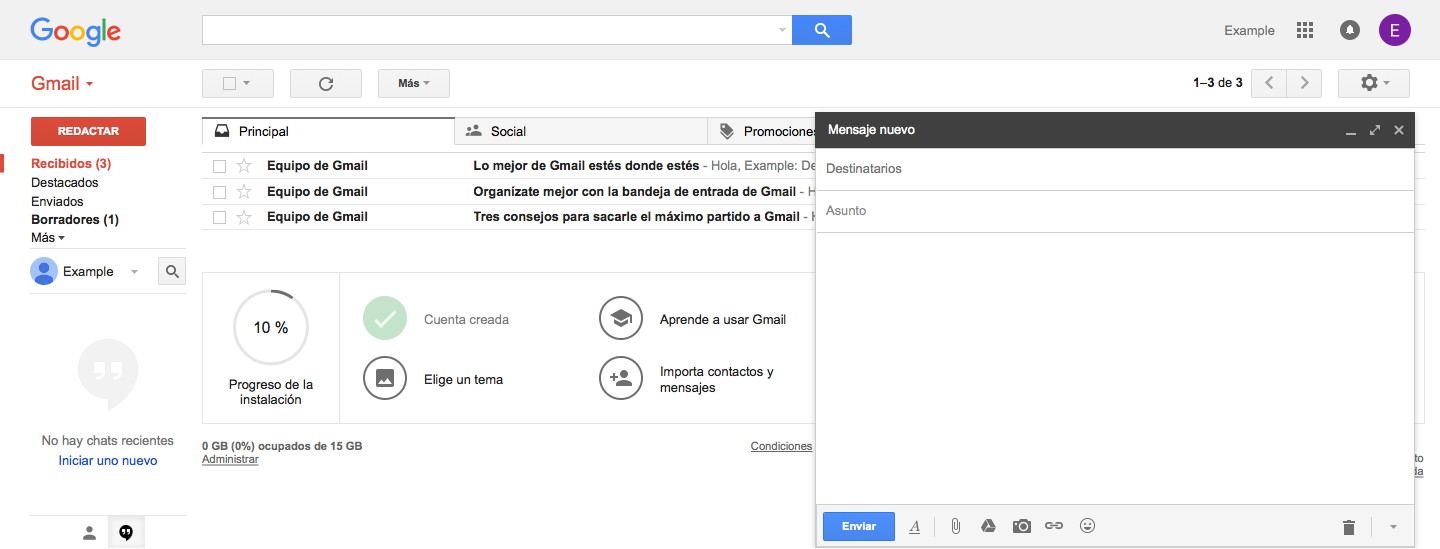 Google
Example
E
Gmail
Más
1–3 de 3
REDACTAR
Recibidos (3)
Destacados
Enviados
Borradores (1)
Más
Example
No hay chats recientes
Iniciar uno nuevo
Principal
Social
Promociones
Equipo de Gmail Lo mejor de Gmail estés donde estés - Hola, Example: De
Equipo de Gmail Organízate mejor con la bandeja de entrada de Gmail - H
Equipo de Gmail Tres consejos para sacarle el máximo partido a Gmail - H
10 %
Progreso de la
instalación
Cuenta creada
Elige un tema
Aprende a usar Gmail
Importa contactos y
mensajes
0 GB (0%) ocupados de 15 GB
Administrar
Condiciones
Mensaje nuevo
Destinatarios
Asunto
Enviar
A